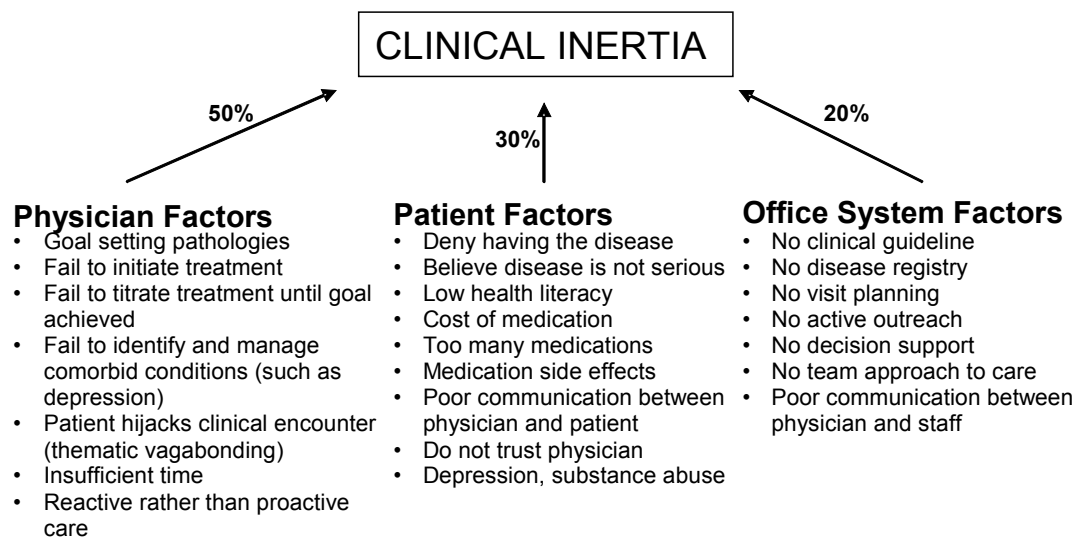 CLINICAL INERTIA
50%
30%
20%
Physician Factors
• Goal setting pathologies
• Fail to initiate treatment
• Fail to titrate treatment until goal
achieved
• Fail to identify and manage
comorbid conditions (such as
depression)
• Patient hijacks clinical encounter
(thematic vagabonding)
• Insufficient time
• Reactive rather than proactive
care
Patient Factors
• Deny having the disease
• Believe disease is not serious
• Low health literacy
• Cost of medication
• Too many medications
• Medication side effects
• Poor communication between
physician and patient
• Do not trust physician
• Depression, substance abuse
Office System Factors
• No clinical guideline
• No disease registry
• No visit planning
• No active outreach
• No decision support
• No team approach to care
• Poor communication between
physician and staff